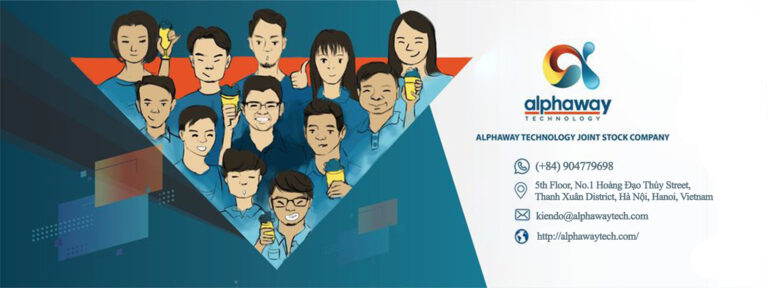 alphaway
TECHNOLOGY
ALPHAWAY TECHNOLOGY JOINT STOCK COMPANY
(+84) 904779698
5th Floor, No.1 Hoàng Đạo Thúy Street,
Thanh Xuân District, Hà Nội, Hanoi, Vietnam
kiendo@alphawaytech.com
http://alphawaytech.com/